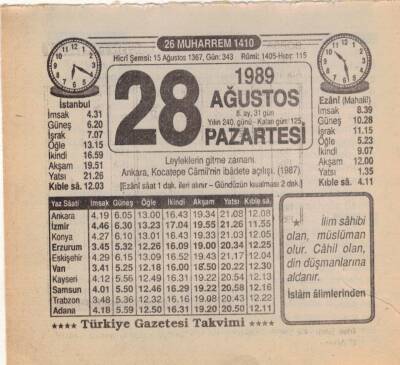 26 MUHARREM 1410
Hicrî Şemsî: 15 Ağustos 1367, Gün: 343 Rûmî: 1405-Hızır: 115
28
1989
AĞUSTOS
8. ay, 31 gün
Yılın 240. günü - Kalan gün: 125
PAZARTESİ
İstanbul
İmsak 4.31
Güneş 6.20
İşrak 7.07
Öğle 13.15
İkindi 16.59
Akşam 19.51
Yatsı 21.26
Kıble sâ. 12.03
Ezânî (Mahallî)
İmsak 8.39
Güneş 10.28
İşrak 11.15
Öğle 5.23
İkindi 9.07
Akşam 12.00
Yatsı 1.35
Kıble sâ. 4.11
Leyleklerin gitme zamanı.
Ankara, Kocatepe Câmii'nin ibâdete açılışı. (1987)
[Ezânî sâat 1 dak. ileri alınır – Gündüzün kısalması 2 dak.]
Yaz Sâati İmsak Güneş Öğle İkindi Akşam Yatsı Kıble sâ.
Ankara 4.19 6.05 13.00 16.43 19.34 21.08 12.08
İzmir 4.46 6.30 13.23 17.04 19.55 21.26 11.55
Konya 4.27 6.10 13.01 16.43 19.33 21.03 12.05
Erzurum 3.45 5.32 12.26 16.09 19.00 20.34 12.25
Eskişehir 4.29 6.15 13.09 16.52 19.43 21.17 12.04
Van 3.41 5.25 12.18 16.00 18.51 20.22 12.30
Kayseri 4.12 5.56 12.49 16.31 19.22 20.54 12.13
Samsun 4.01 5.50 12.46 16.29 19.22 20.58 12.16
Trabzon 3.48 5.36 12.32 16.16 19.08 20.43 12.22
Adana 4.18 5.59 12.50 16.31 19.20 20.50 12.11
İlim sâhibi
olan, müslüman
olur. Câhil olan,
din düşmanlarına
aldanır.
İslâm âlimlerinden
**** Türkiye Gazetesi Takvimi ****